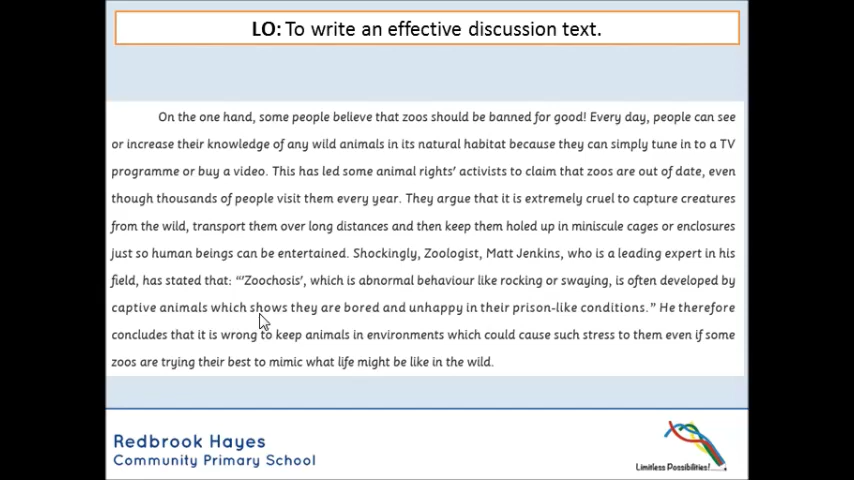 LO: To write an effective discussion text.
On the one hand, some people believe that zoos should be banned for good! Every day, people can see
or increase their knowledge of any wild animals in its natural habitat because they can simply tune in to a TV
programme or buy a video. This has led some animal rights’ activists to claim that zoos are out of date, even
though thousands of people visit them every year. They argue that it is extremely cruel to capture creatures
from the wild, transport them over long distances and then keep them holed up in miniscule cages or enclosures
just so human beings can be entertained. Shockingly, Zoologist, Matt Jenkins, who is a leading expert in his
field, has stated that: “‘Zoochosis’, which is abnormal behaviour like rocking or swaying, is often developed by
captive animals which shows they are bored and unhappy in their prison-like conditions.” He therefore
concludes that it is wrong to keep animals in environments which could cause such stress to them even if some
zoos are trying their best to mimic what life might be like in the wild.
Redbrook Hayes
Community Primary School
Limitless Possibilities!